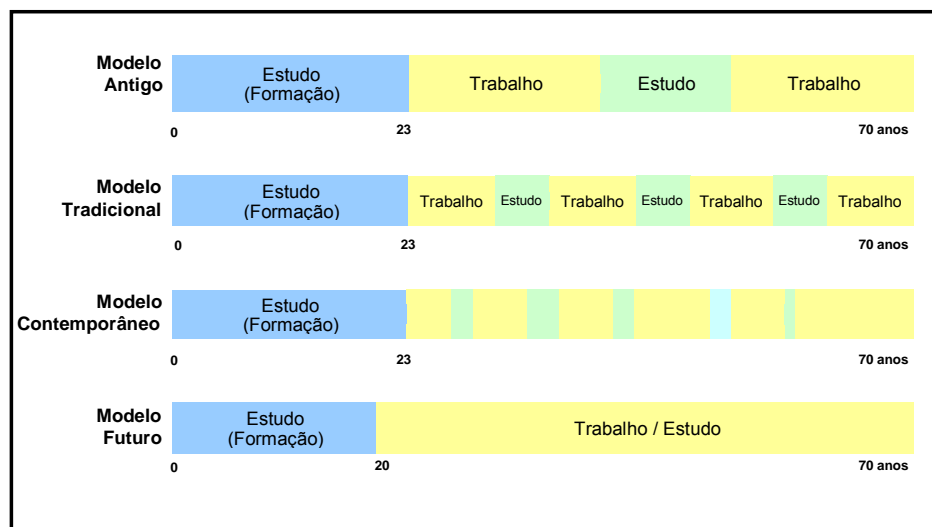 Modelo
Antigo
Estudo
(Formação)
Trabalho
Estudo
Trabalho
0
23
70 anos
Modelo
Tradicional
Estudo
(Formação)
Trabalho
Estudo
Trabalho
Estudo
Trabalho
Estudo
Trabalho
0
23
70 anos
Modelo
Contemporâneo
Estudo
(Formação)
0
23
70 anos
Modelo
Futuro
Estudo
(Formação)
Trabalho / Estudo
0
20
70 anos